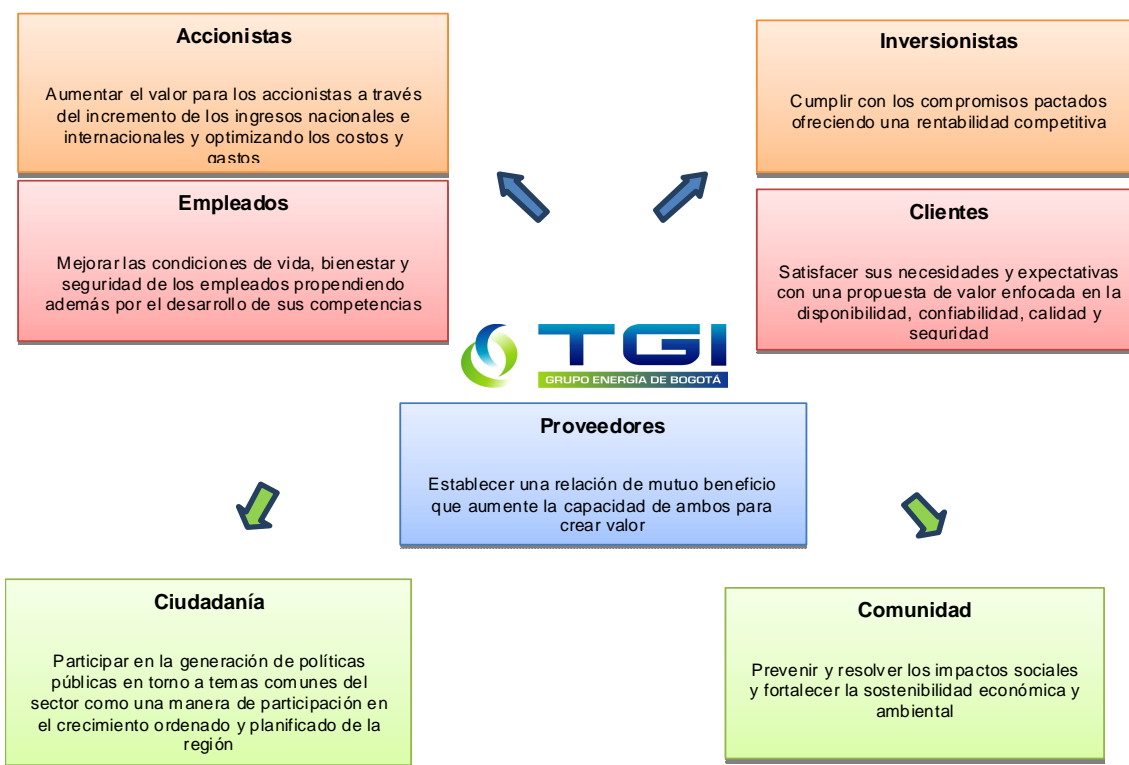 Accionistas
Aumentar el valor para los accionistas a través
del incremento de los ingresos nacionales e
internacionales y optimizando los costos y
gastos
Inversionistas
Cumplir con los compromisos pactados
ofreciendo una rentabilidad competitiva
Empleados
Mejorar las condiciones de vida, bienestar y
seguridad de los empleados propendiendo
además por el desarrollo de sus competencias
Clientes
Satisfacer sus necesidades y expectativas
con una propuesta de valor enfocada en la
disponibilidad, confiabilidad, calidad y
seguridad
TGI
GRUPO ENERGÍA DE BOGOTÁ
Proveedores
Establecer una relación de mutuo beneficio
que aumente la capacidad de ambos para
crear valor
Ciudadanía
Participar en la generación de políticas
públicas en torno a temas comunes del
sector como una manera de participación en
el crecimiento ordenado y planificado de la
región
Comunidad
Prevenir y resolver los impactos sociales
y fortalecer la sostenibilidad económica y
ambiental